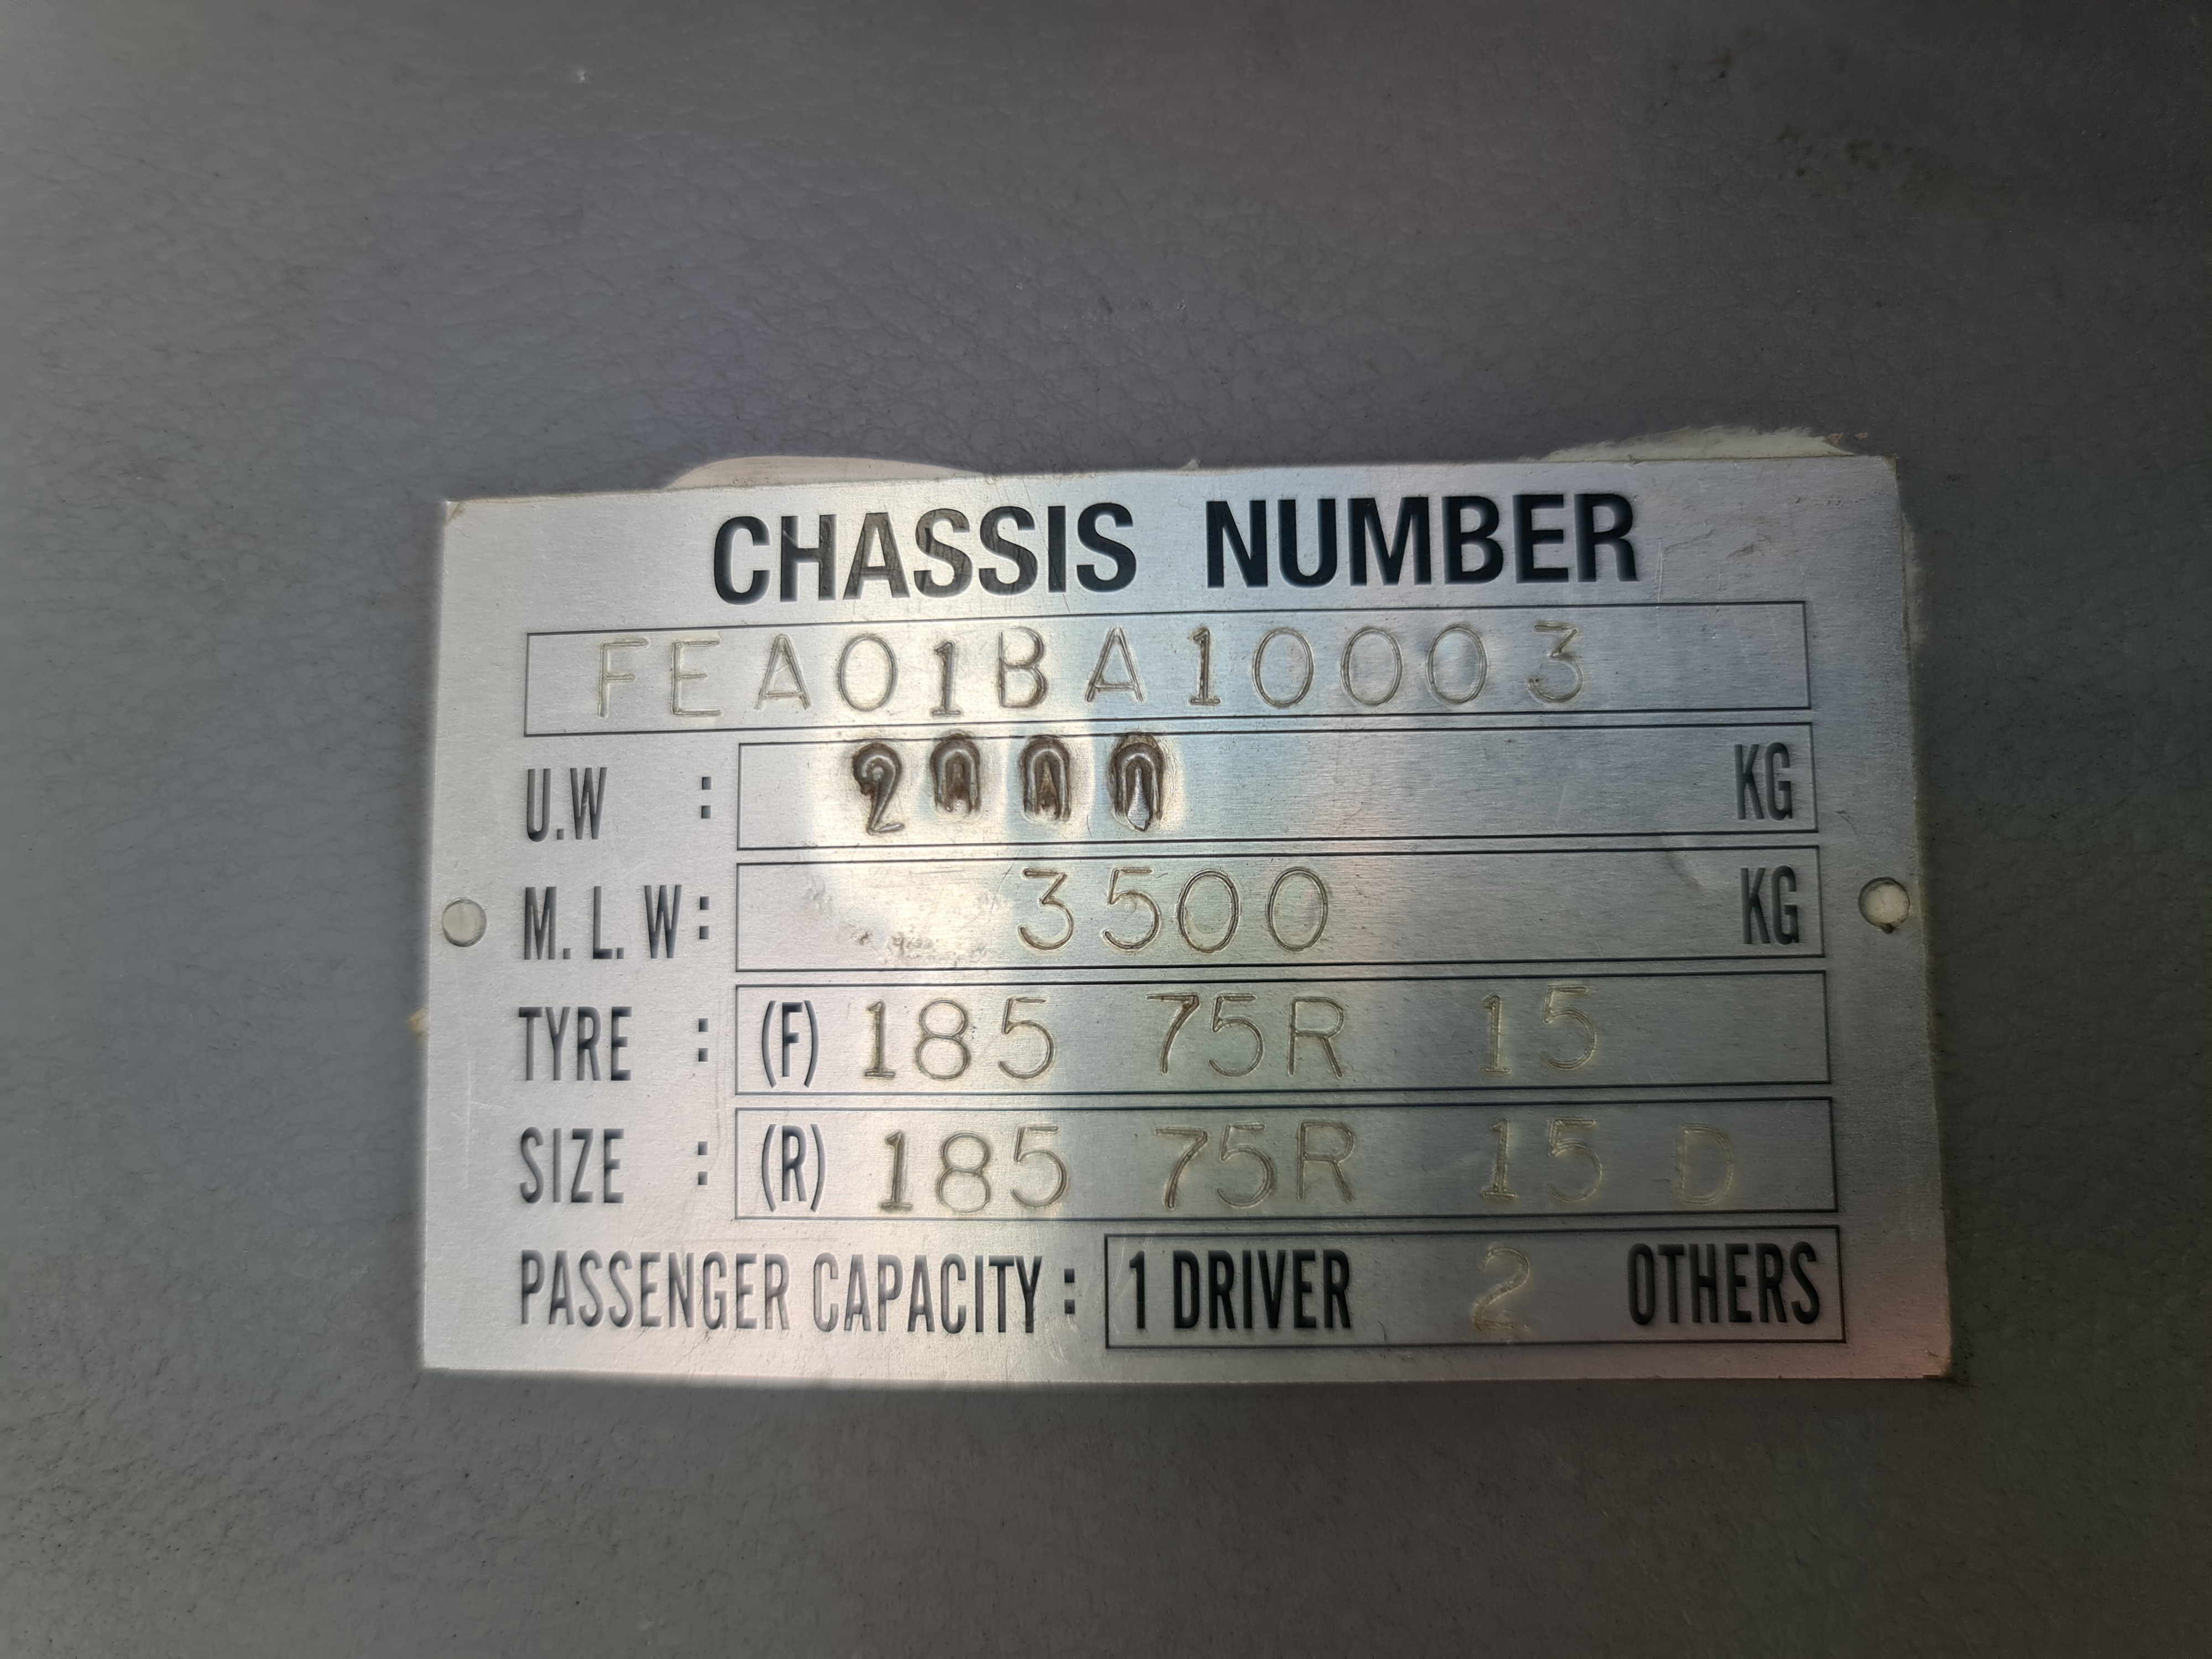 CHASSIS NUMBER
FEA01BA10003
U.W : 2000 KG
M. L. W: 3500 KG
TYRE : (F) 185 75R 15
SIZE : (R) 185 75R 15 D
PASSENGER CAPACITY : 1 DRIVER 2 OTHERS